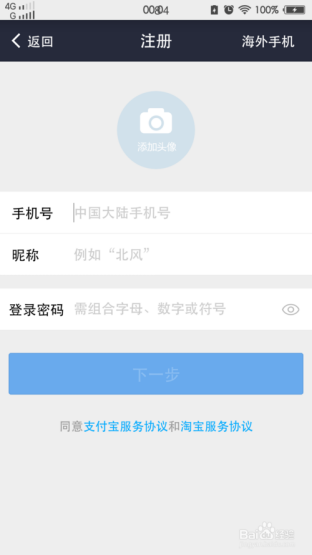 4G
G
100%
返回
注册
海外手机
添加头像
手机号
中国大陆手机号
昵称
例如“北风”
登录密码
需组合字母、数字或符号
下一步
同意支付宝服务协议和淘宝服务协议
Baidu经验